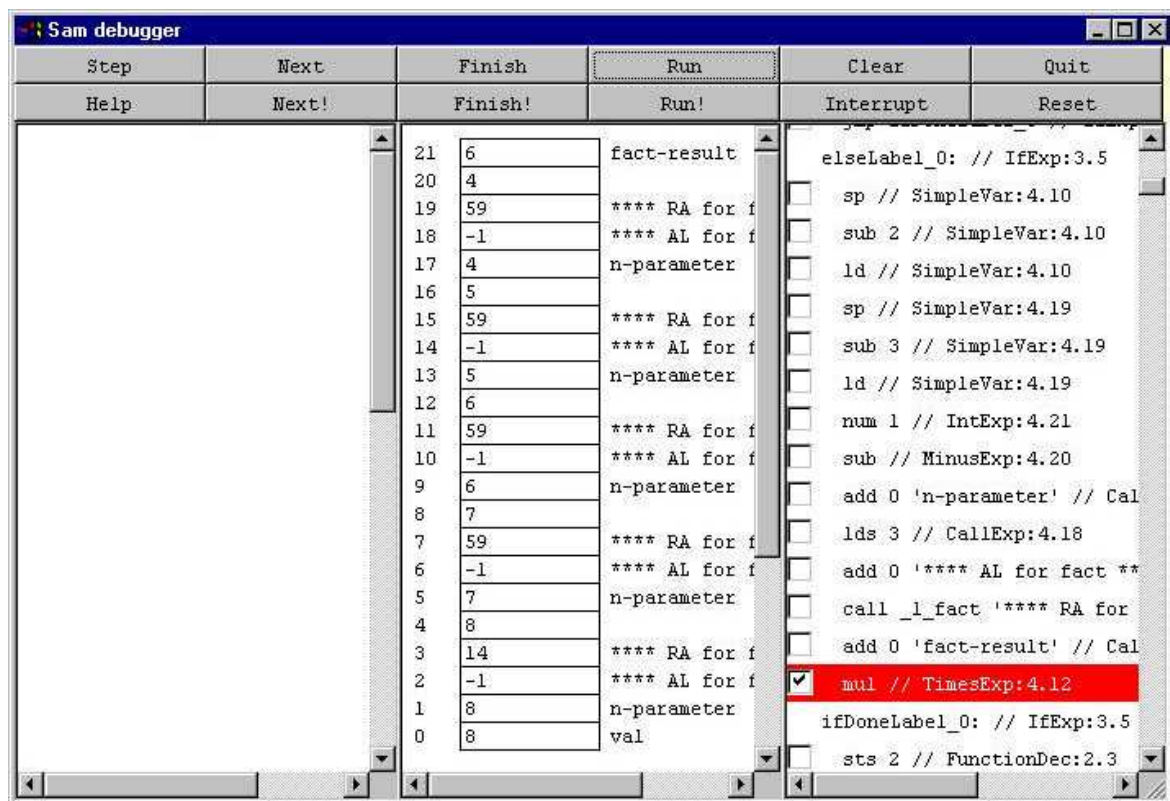 Sam debugger
Step Next Finish Run Clear Quit
Help Next! Finish! Run! Interrupt Reset
21 6 fact-result
20 4
19 59 **** RA for f
18 -1 **** AL for f
17 4 n-parameter
16 5
15 59 **** RA for f
14 -1 **** AL for f
13 5 n-parameter
12 6
11 59 **** RA for f
10 -1 **** AL for f
9 6 n-parameter
8 7
7 59 **** RA for f
6 -1 **** AL for f
5 7 n-parameter
4 8
3 14 **** RA for f
2 -1 **** AL for f
1 8 n-parameter
0 8 val
elseLabel_0: // IfExp:3.5
sp // SimpleVar:4.10
sub 2 // SimpleVar:4.10
ld // SimpleVar:4.10
sp // SimpleVar:4.19
sub 3 // SimpleVar:4.19
ld // SimpleVar:4.19
num 1 // IntExp:4.21
sub // MinusExp:4.20
add 0 'n-parameter' // Cal
lds 3 // CallExp:4.18
add 0 '**** AL for fact **
call _1_fact '**** RA for
add 0 'fact-result' // Cal
mul // TimesExp:4.12
ifDoneLabel_0: // IfExp:3.5
sts 2 // FunctionDec:2.3